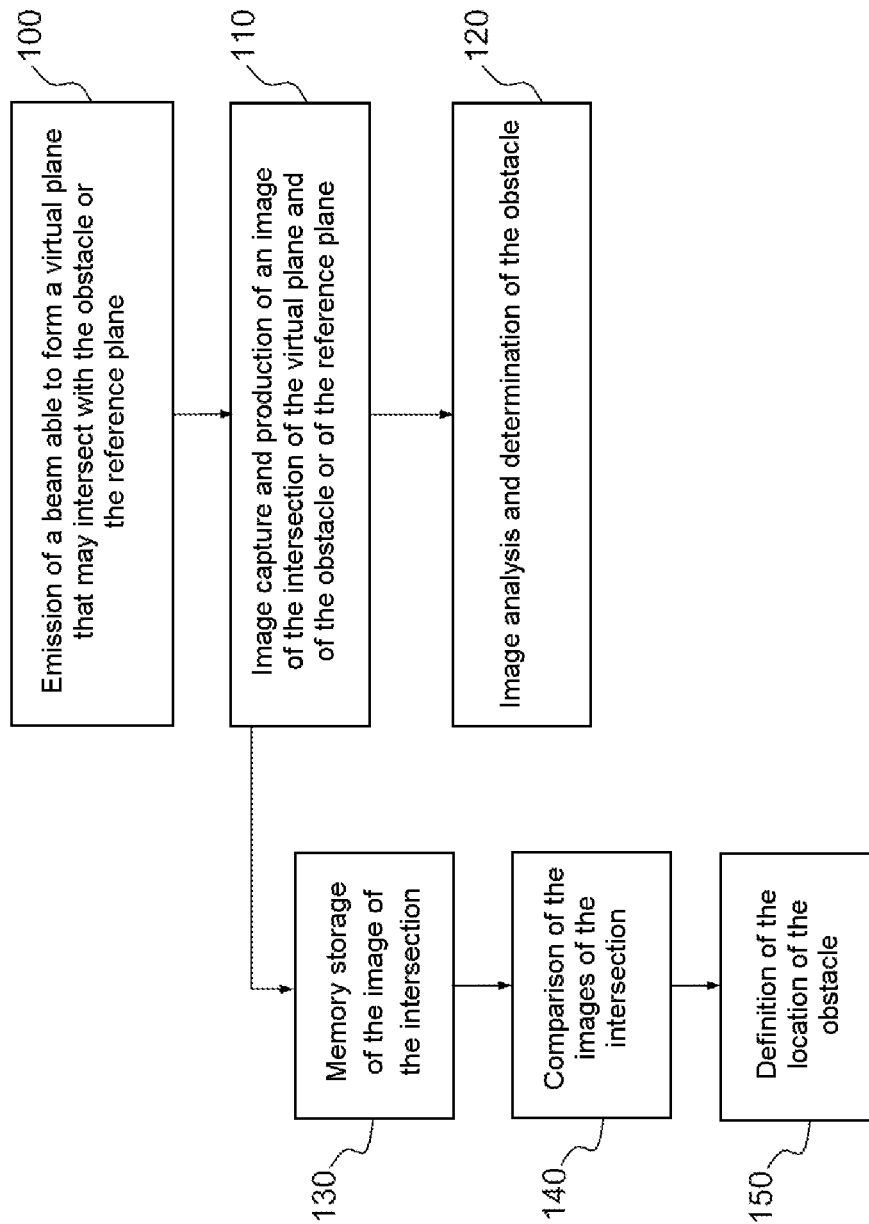 100
Emission of a beam able to form a virtual plane
that may intersect with the obstacle or
the reference plane
110
Image capture and production of an image
of the intersection of the virtual plane and
of the obstacle or of the reference plane
120
Image analysis and determination of the obstacle
130
Memory storage
of the image of
the intersection
140
Comparison of the
images of the
intersection
150
Definition of the
location of the
obstacle